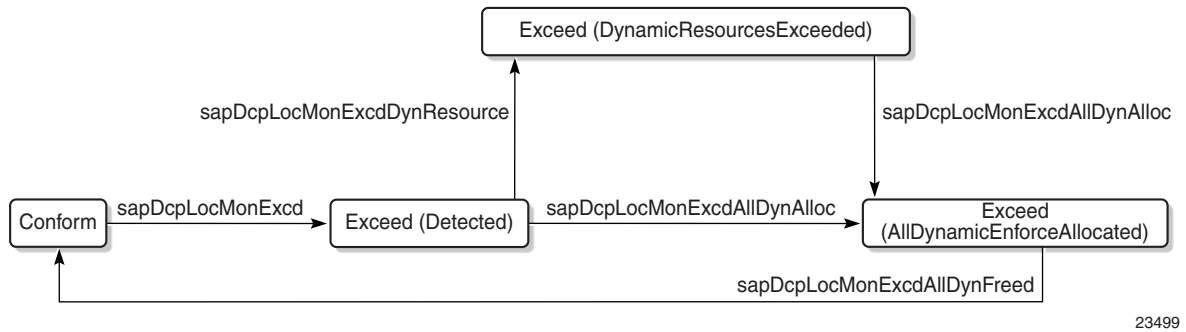 Exceed (DynamicResourcesExceeded)
sapDcpLocMonExcdDynResource
sapDcpLocMonExcdAllDynAlloc
Conform
sapDcpLocMonExcd
Exceed (Detected)
sapDcpLocMonExcdAllDynAlloc
Exceed
(AllDynamicEnforceAllocated)
sapDcpLocMonExcdAllDynFreed
23499